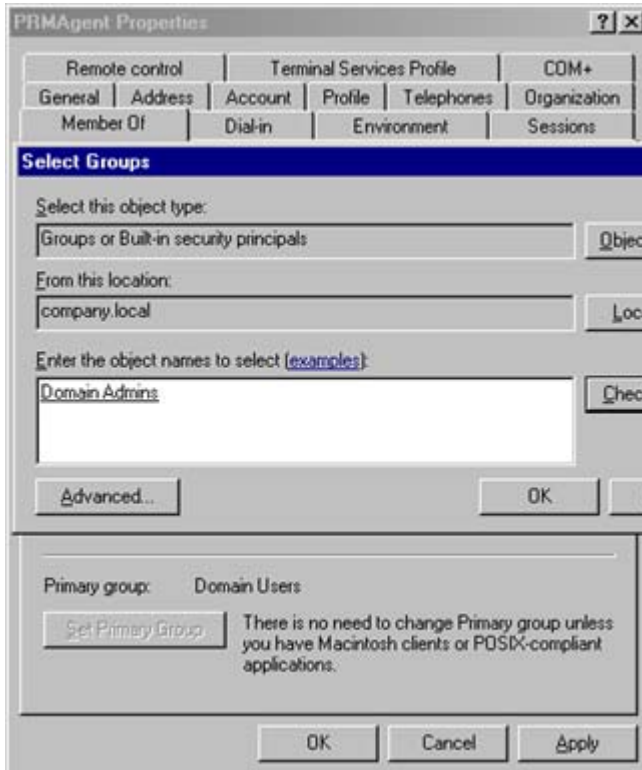 PRMAgent Properties
Remote control Terminal Services Profile COM+
General Address Account Profile Telephones Organization
Member Of Dial-in Environment Sessions
Select Groups
Select this object type:
Groups or Built-in security principals
Objec
From this location:
company.local
Loc
Enter the object names to select (examples):
Domain Admins
Chec
Advanced...
OK
Primary group: Domain Users
Set Primary Group
There is no need to change Primary group unless
you have Macintosh clients or POSIX-compliant
applications.
OK Cancel Apply